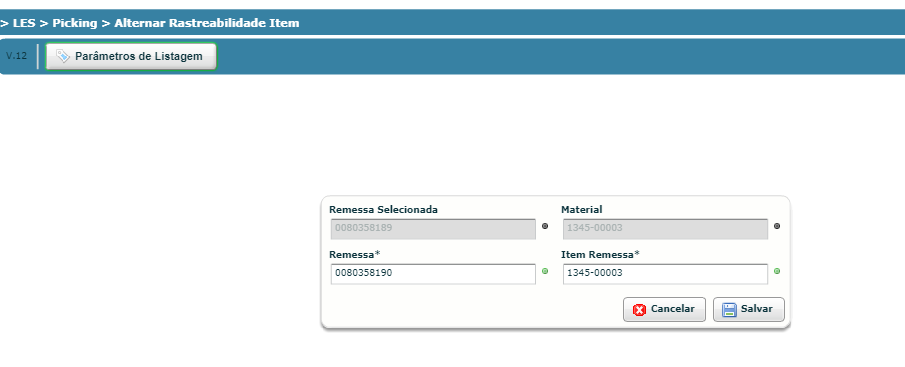 > LES > Picking > Alternar Rastreabilidade Item
V.12 Parâmetros de Listagem
Remessa Selecionada Material
0080358189 1345-00003
Remessa* Item Remessa*
0080358190 1345-00003
Cancelar Salvar